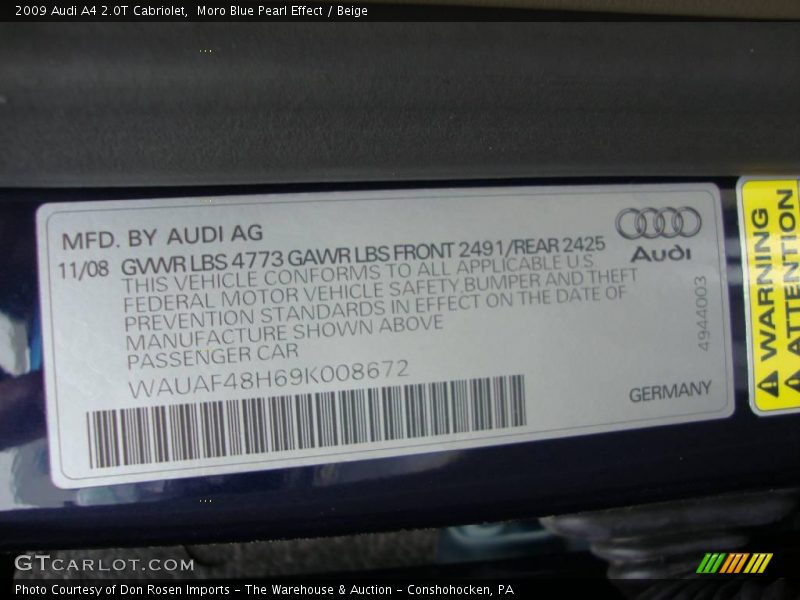 2009 Audi A4 2.0T Cabriolet,  Moro Blue Pearl Effect / Beige
MFD. BY AUDI AG
11/08 GVWR LBS 4773 GAWR LBS FRONT 2491/REAR 2425
THIS VEHICLE CONFORMS TO ALL APPLICABLE U.S.
FEDERAL MOTOR VEHICLE SAFETY, BUMPER AND THEFT
PREVENTION STANDARDS IN EFFECT ON THE DATE OF
MANUFACTURE SHOWN ABOVE
PASSENGER CAR
WAUAF48H69K008672
Audi
4944003
GERMANY
WARNING
ATTENTION
GTCARLOT.COM
Photo Courtesy of Don Rosen Imports - The Warehouse & Auction - Conshohocken, PA